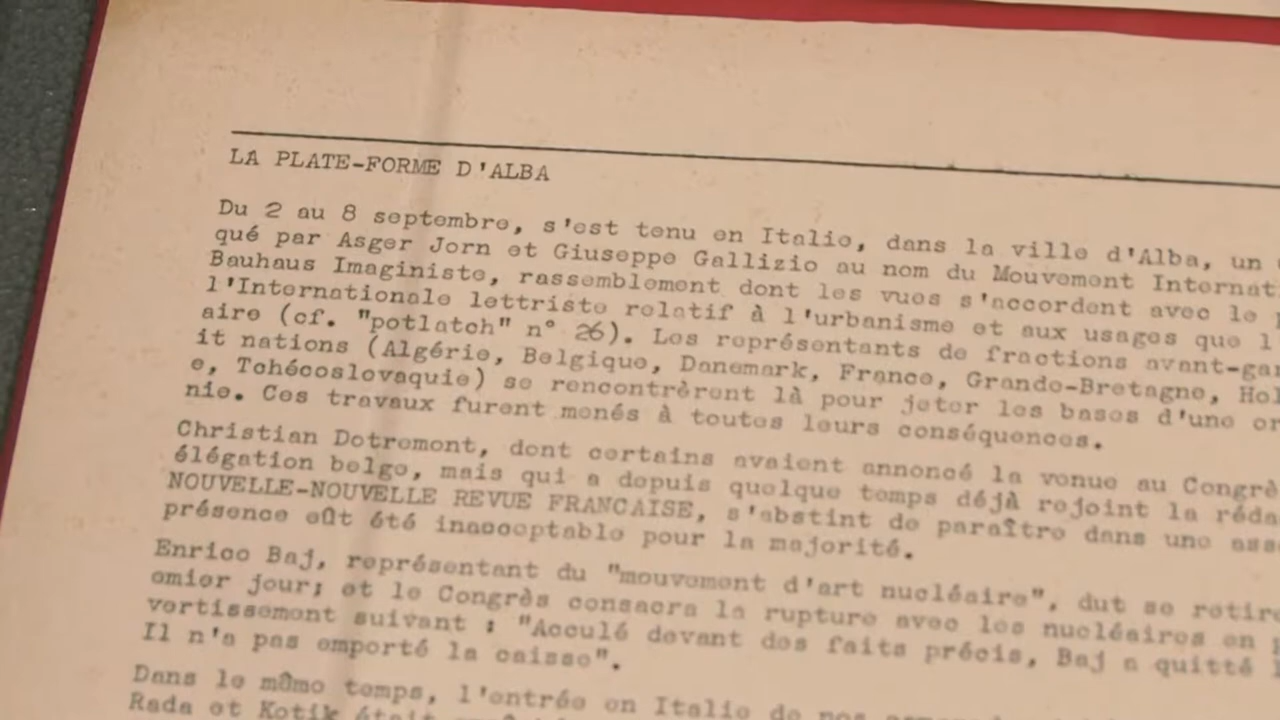 LA PLATE-FORME D'ALBA
Du 2 au 8 septembre, s'est tenu en Italie, dans la ville d'Alba, un
qué par Asger Jorn et Giuseppe Gallizio au nom du Mouvement Internat
Bauhaus Imaginiste, rassemblement dont les vues s'accordent avec le
l'Internationale lettriste relatif à l'urbanisme et aux usages que l'
aire (cf. "potlatch" n° 26). Les représentants de fractions avant-gar
it nations (Algérie, Belgique, Danemark, France, Grande-Bretagne, Hol
e, Tchécoslovaquie) se rencontrèrent là pour jeter les bases d'une or
nie. Ces travaux furent menés à toutes leurs conséquences.
Christian Dotremont, dont certains avaient annoncé la venue au Congrè
élégation belge, mais qui a depuis quelque temps déjà rejoint la réda
NOUVELLE-NOUVELLE REVUE FRANCAISE, s'abstint de paraître dans une ass
présence eût été inacceptable pour la majorité.
Enrico Baj, représentant du "mouvement d'art nucléaire", dut se retire
emier jour; et le Congrès consacra la rupture avec les nucléaires en
vertissement suivant : "Acculé devant des faits précis, Baj a quitté
Il n'a pas emporté la caisse".
Dans le même temps, l'entrée en Italie de nos
Rada et Kotik était